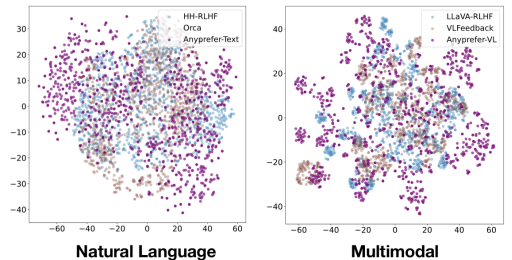 HH-RLHF
Orca
Anyprefer-Text
30
20
10
0
−10
−20
−30
−40
−60 −40 −20 0 20 40 60
Natural Language
LLaVA-RLHF
VLFeedback
Anyprefer-VL
40
20
0
−20
−40
−60 −40 −20 0 20 40 60
Multimodal